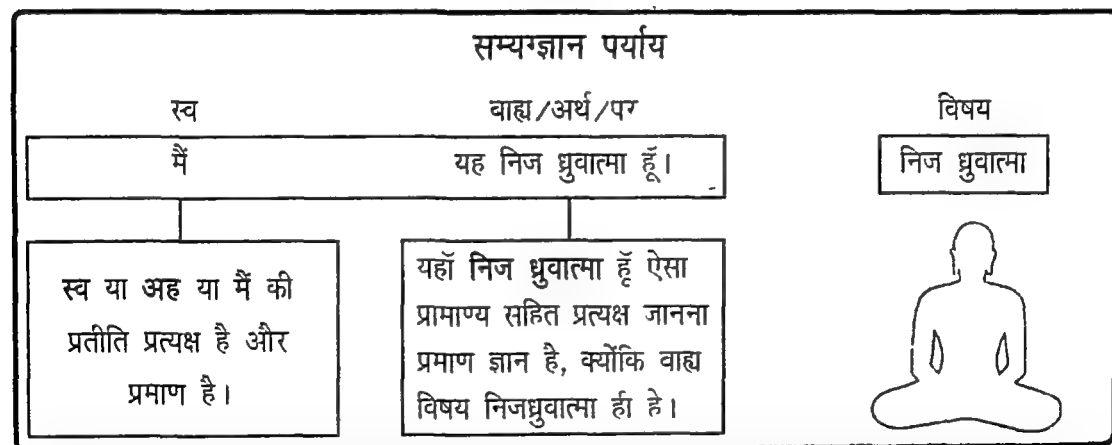 सम्यग्ज्ञान पर्याय
स्व वाह्य/अर्थ/पर विषय
मैं यह निज ध्रुवात्मा हूँ। निज ध्रुवात्मा
स्व या अह या मैं की
प्रतीति प्रत्यक्ष है और
प्रमाण है।
यहाँ निज ध्रुवात्मा हूँ ऐसा
प्रामाण्य सहित प्रत्यक्ष जानना
प्रमाण ज्ञान है, क्योंकि वाह्य
विषय निजध्रुवात्मा र्ही हे।